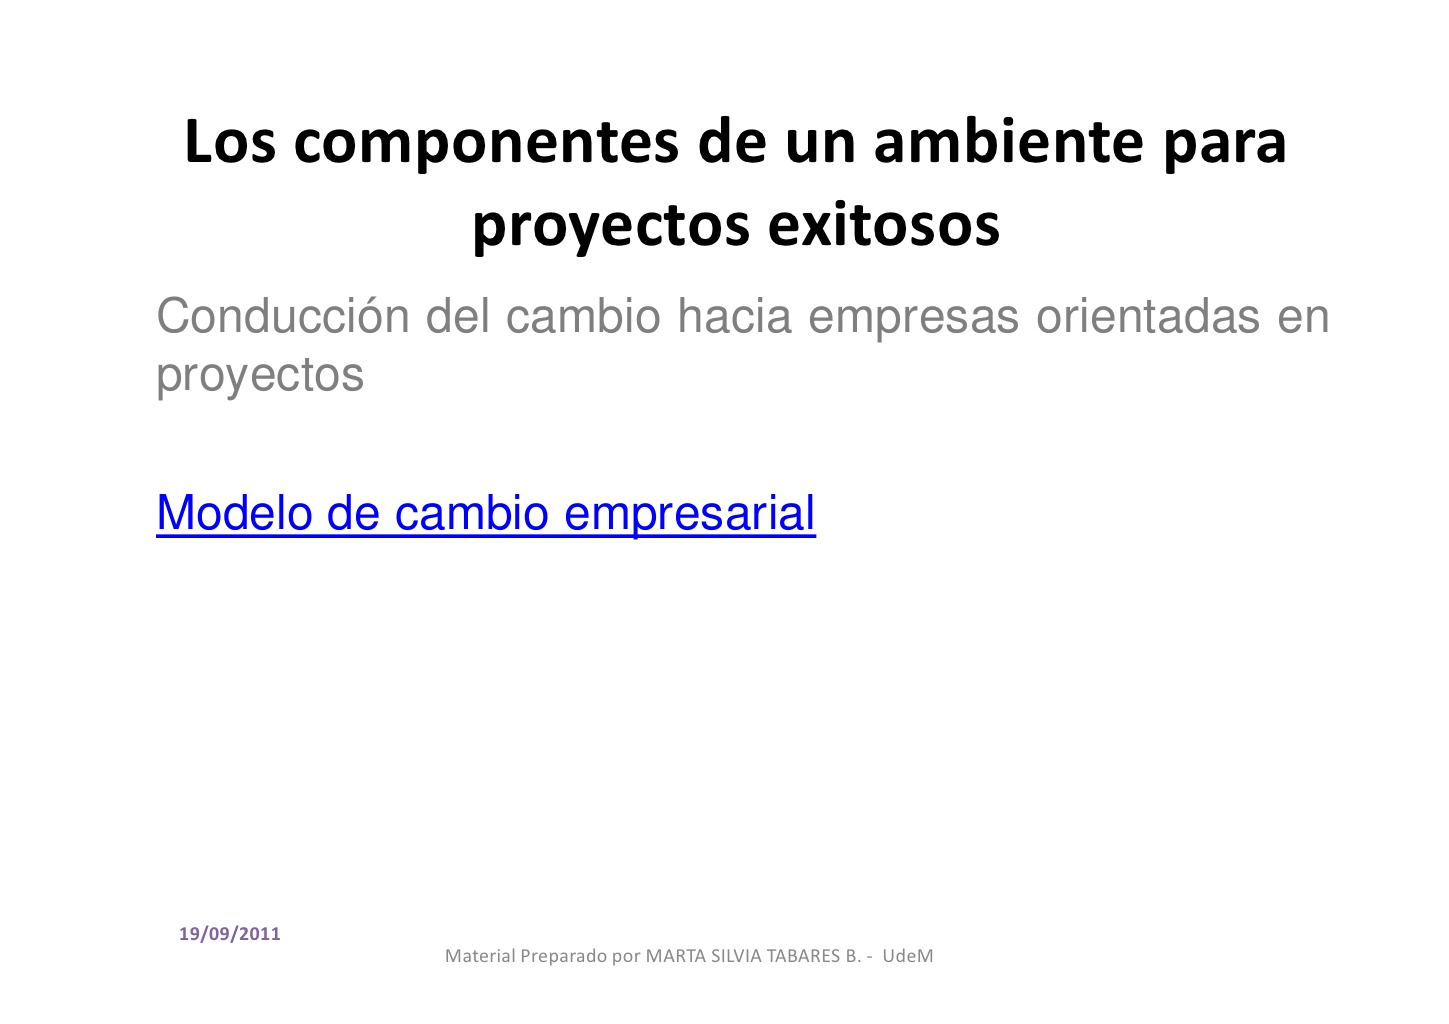 Los componentes de un ambiente para
proyectos exitosos
Conducción del cambio hacia empresas orientadas en
proyectos
Modelo de cambio empresarial
19/09/2011
Material Preparado por MARTA SILVIA TABARES B. - UdeM